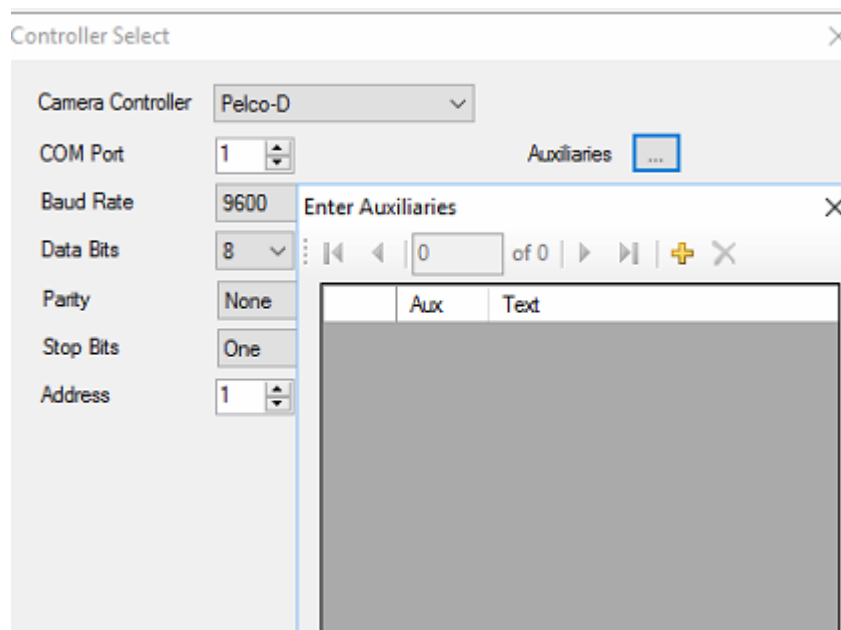 Controller Select
Camera Controller Pelco-D
COM Port 1 Auxiliaries ...
Baud Rate 9600 Enter Auxiliaries
Data Bits 8 0 of 0
Parity None Aux Text
Stop Bits One
Address 1